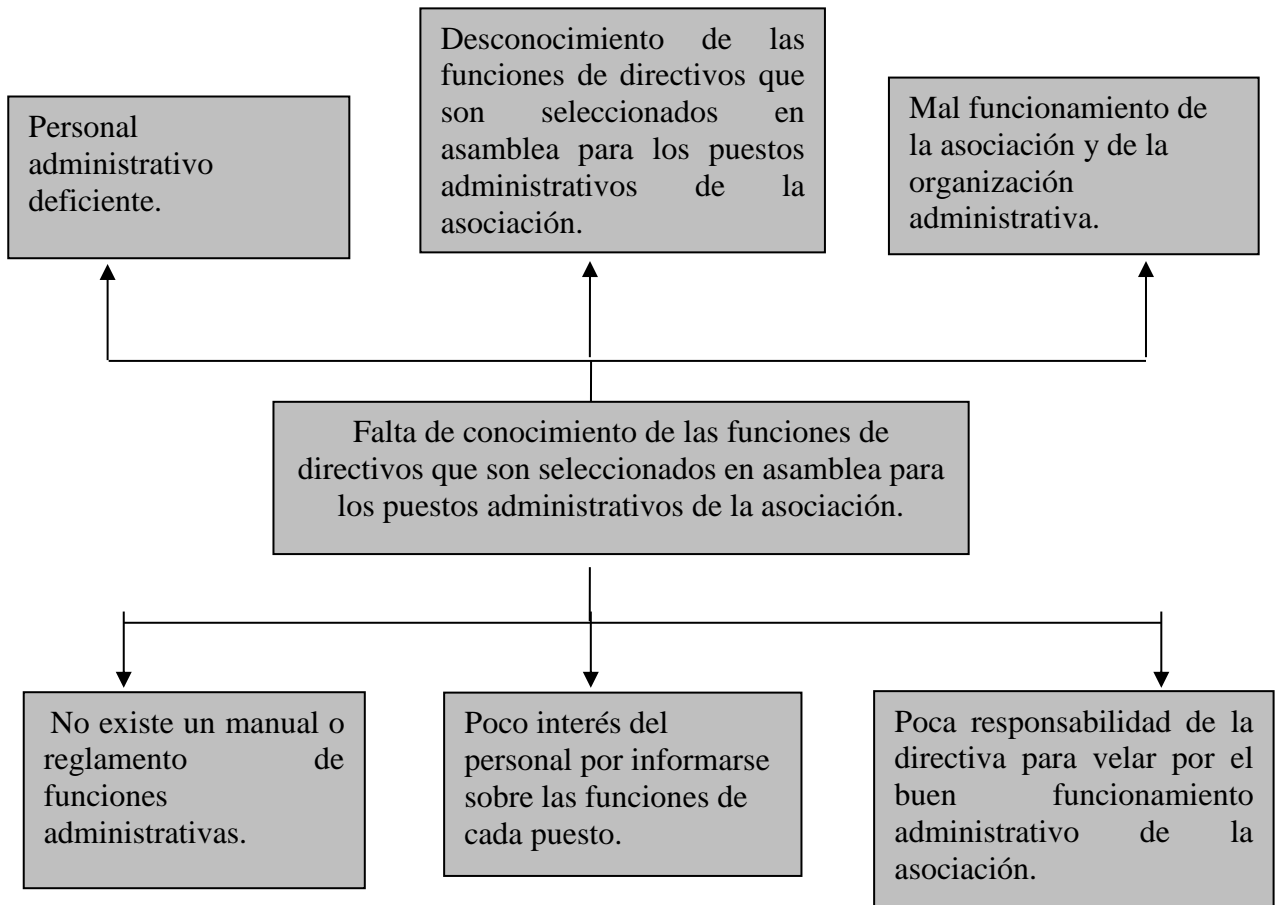 Personal
administrativo
deficiente.
Desconocimiento de las
funciones de directivos que
son seleccionados en
asamblea para los puestos
administrativos de la
asociación.
Mal funcionamiento de
la asociación y de la
organización
administrativa.
Falta de conocimiento de las funciones de
directivos que son seleccionados en asamblea para
los puestos administrativos de la asociación.
No existe un manual o
reglamento de
funciones
administrativas.
Poco interés del
personal por informarse
sobre las funciones de
cada puesto.
Poca responsabilidad de la
directiva para velar por el
buen funcionamiento
administrativo de la
asociación.